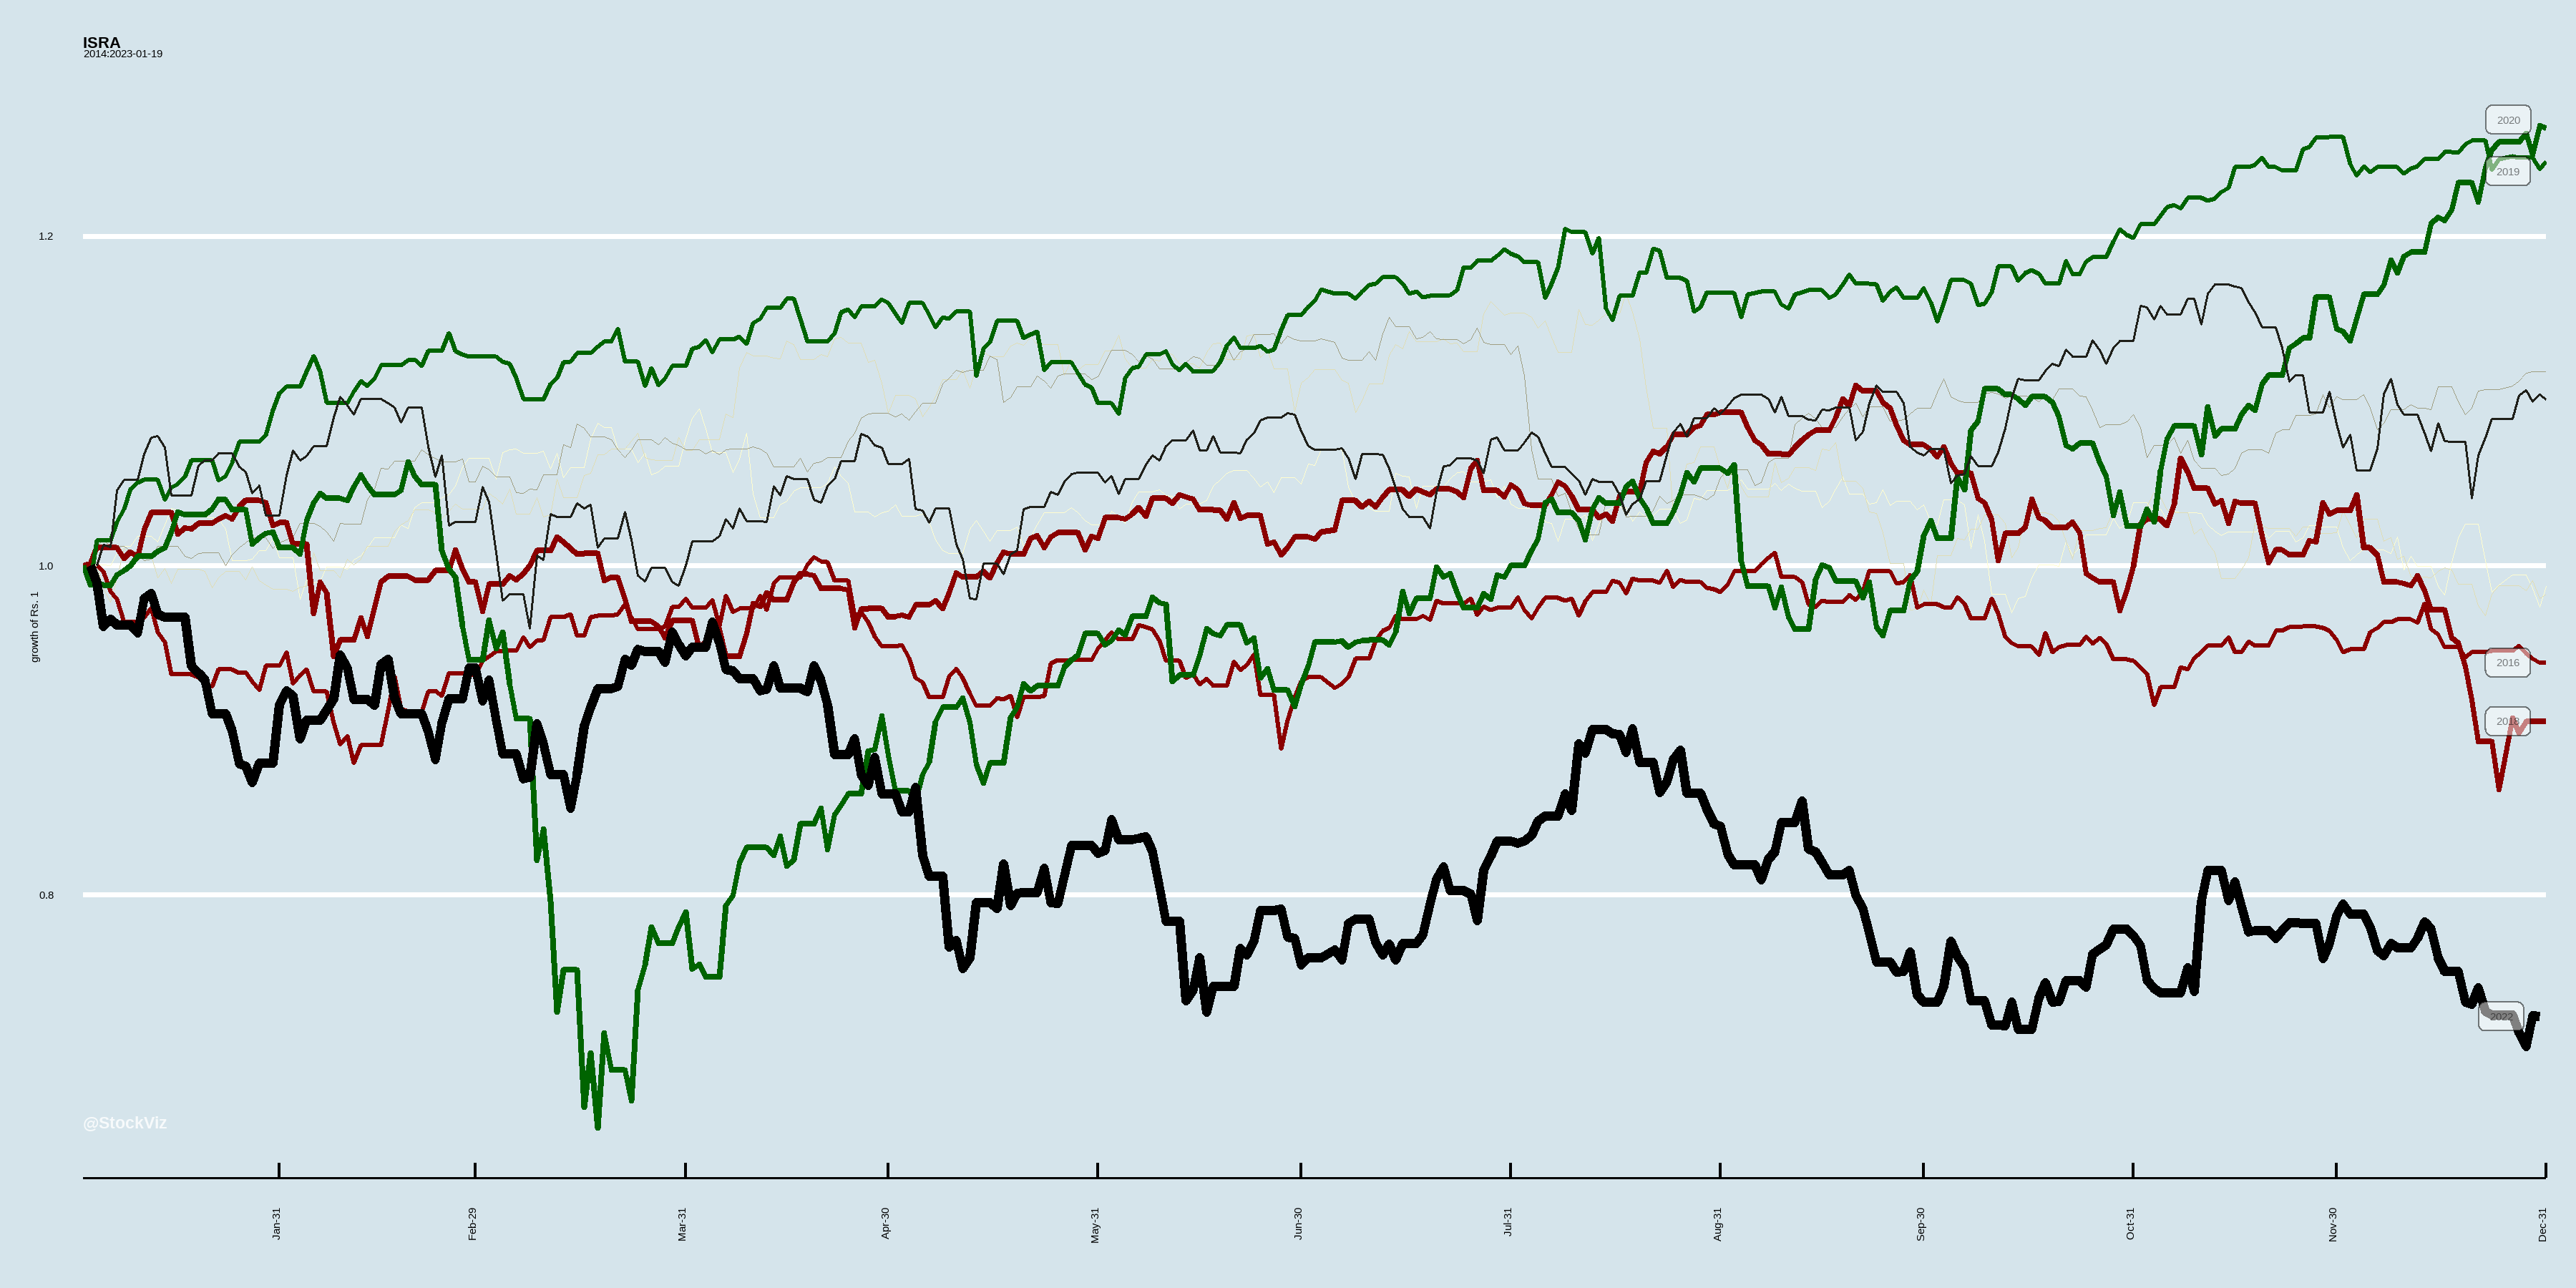 ISRA
2014:2023-01-19
2020
2019
1.2
1.0
growth of Rs. 1
2016
2018
0.8
2022
@StockViz
Jan-31
Feb-29
Mar-31
Apr-30
May-31
Jun-30
Jul-31
Aug-31
Sep-30
Oct-31
Nov-30
Dec-31